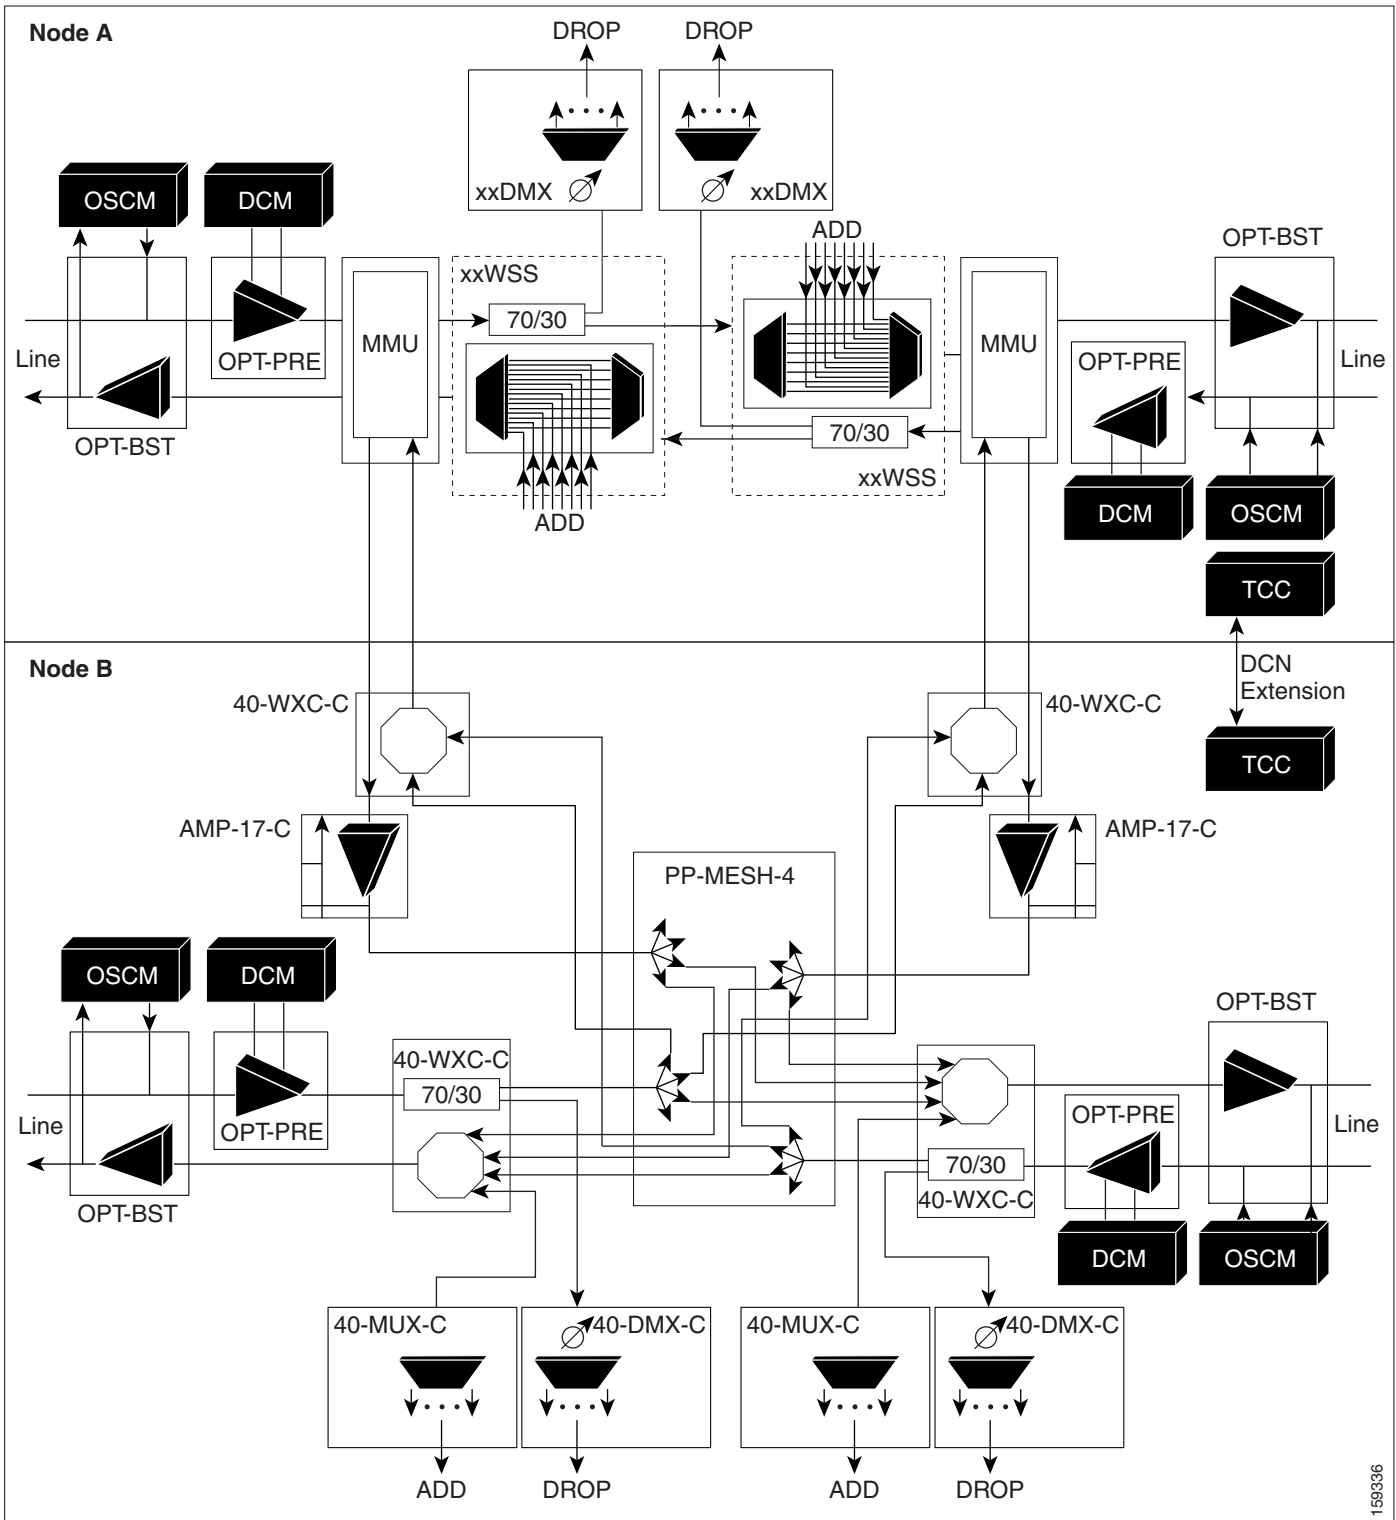 Node A
DROP
DROP
xxDMX
xxDMX
OSCM
DCM
ADD
OPT-BST
xxWSS
70/30
MMU
MMU
Line
OPT-PRE
OPT-PRE
Line
70/30
OPT-BST
xxWSS
ADD
DCM
OSCM
TCC
DCN
Extension
TCC
Node B
40-WXC-C
40-WXC-C
AMP-17-C
AMP-17-C
PP-MESH-4
OSCM
DCM
OPT-BST
40-WXC-C
70/30
OPT-PRE
Line
OPT-PRE
Line
70/30
40-WXC-C
OPT-BST
DCM
OSCM
40-MUX-C
40-DMX-C
40-MUX-C
40-DMX-C
ADD
DROP
ADD
DROP
159336